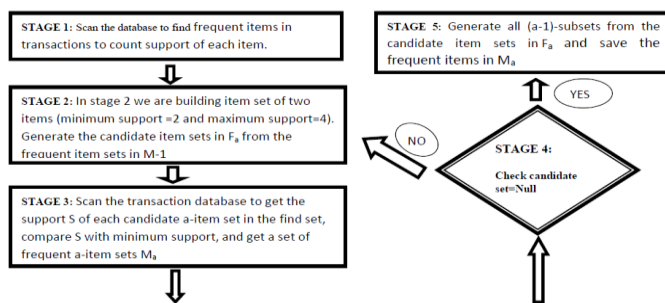 STAGE 1: Scan the database to find frequent items in
transactions to count support of each item.
STAGE 2: In stage 2 we are building item set of two
items (minimum support =2 and maximum support=4).
Generate the candidate item sets in Fa from the
frequent item sets in M-1
STAGE 3: Scan the transaction database to get the
support S of each candidate a-item set in the find set,
compare S with minimum support, and get a set of
frequent a-item sets Ma
STAGE 5: Generate all (a-1)-subsets from the
candidate item sets in Fa and save the
frequent items in Ma
YES
NO
STAGE 4:
Check candidate
set=Null